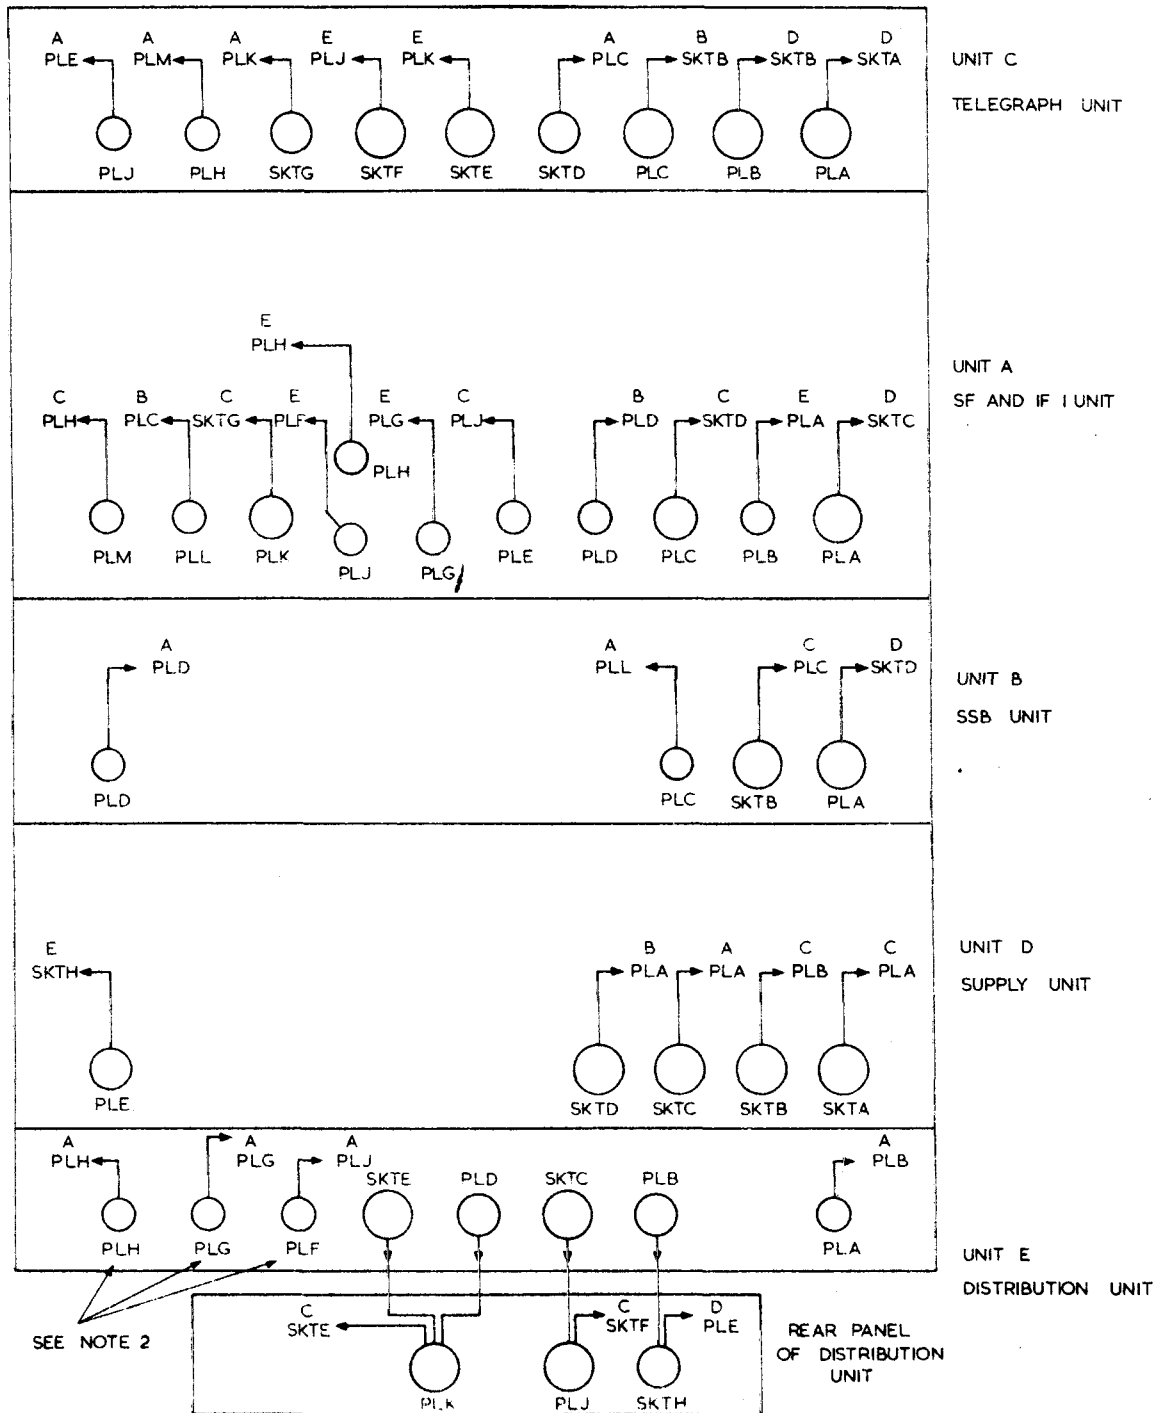 A A A E E A B D D
PLE PLM PLK PLJ PLK PLC SKTB SKTB SKTA
UNIT C
TELEGRAPH UNIT
PLJ PLH SKTG SKTF SKTE SKTD PLC PLB PLA
E
PLH
UNIT A
C B C E E C B C E D
PLH PLC SKTG PLF PLG PLJ PLD SKTD PLA SKTC
SF AND IF 1 UNIT
PLH
PLM PLL PLK PLJ PLG PLE PLD PLC PLB PLA
A A C D
PLD PLL PLC SKTD
UNIT B
SSB UNIT
PLD PLC SKTB PLA
E B A C C
SKTH PLA PLA PLB PLA
UNIT D
SUPPLY UNIT
PLE SKTD SKTC SKTB SKTA
A A A A
PLH PLG PLJ PLB
SKTE PLD SKTC PLB
PLH PLG PLF PLA
UNIT E
DISTRIBUTION UNIT
C C D
SKTE SKTF PLE
SEE NOTE 2
REAR PANEL
OF DISTRIBUTION
UNIT
PLK PLJ SKTH